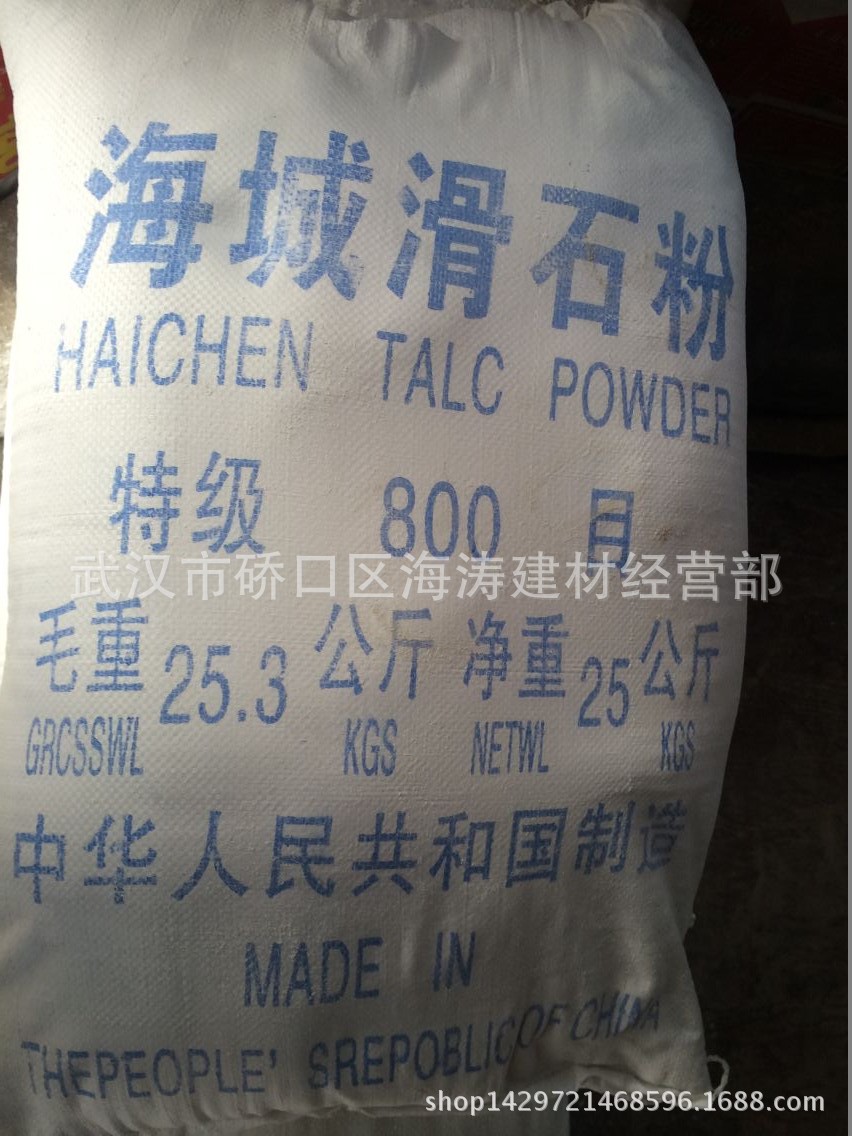 海城滑石粉
HAICHEN TALC POWDER
特级 800 目
武汉市硚口区海涛建材经营部
毛重 25.3 公斤 净重 25 公斤
GRCSSWL KGS NETWL KGS
中华人民共和国制造
MADE IN
THEPEOPLE' SREPOBLICOF CHINA
shop1429721468596.1688.com